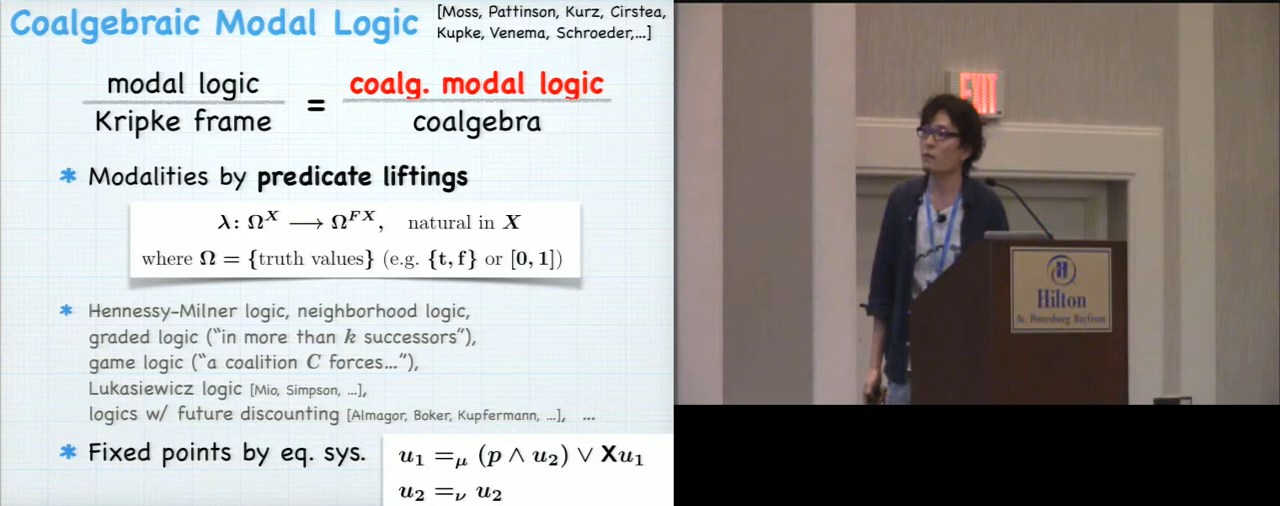 Coalgebraic Modal Logic
[Moss, Pattinson, Kurz, Cirstea,
Kupke, Venema, Schroeder,...]
modal logic
Kripke frame
=
coalg. modal logic
coalgebra
* Modalities by predicate liftings
λ: Ω^X ⟶ Ω^{FX}, natural in X
where Ω = {truth values} (e.g. {t, f} or [0, 1])
* Hennessy-Milner logic, neighborhood logic,
graded logic ("in more than k successors"),
game logic ("a coalition C forces..."),
Lukasiewicz logic [Mio, Simpson, ...],
logics w/ future discounting [Almagor, Boker, Kupfermann, ...], ...
* Fixed points by eq. sys.
u₁ =μ (p ∧ u₂) ∨ Xu₁
u₂ =ν u₂
EXIT
Hilton
St. Petersburg Bayfront